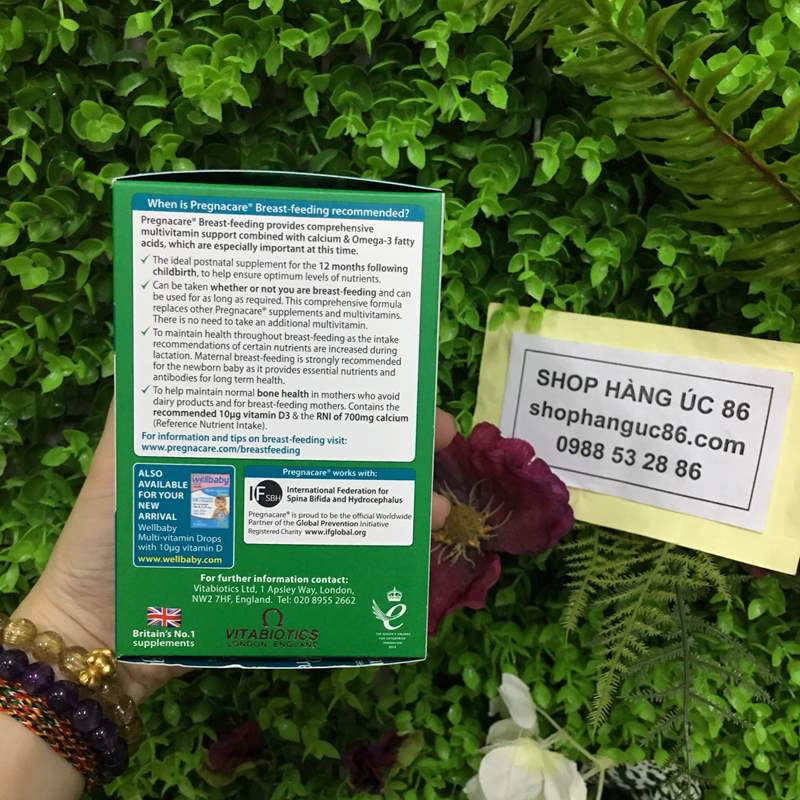 When is Pregnacare® Breast-feeding recommended?
Pregnacare® Breast-feeding provides comprehensive
multivitamin support combined with calcium & Omega-3 fatty
acids, which are especially important at this time.
✓ The ideal postnatal supplement for the 12 months following
childbirth, to help ensure optimum levels of nutrients.
✓ Can be taken whether or not you are breast-feeding and can
be used for as long as required. This comprehensive formula
replaces other Pregnacare® supplements and multivitamins.
There is no need to take an additional multivitamin.
✓ To maintain health throughout breast-feeding as the intake
recommendations of certain nutrients are increased during
lactation. Maternal breast-feeding is strongly recommended
for the newborn baby as it provides essential nutrients and
antibodies for long term health.
✓ To help maintain normal bone health in mothers who avoid
dairy products and for breast-feeding mothers. Contains the
recommended 10µg vitamin D3 & the RNI of 700mg calcium
(Reference Nutrient Intake).
For information and tips on breast-feeding visit:
www.pregnacare.com/breastfeeding
ALSO
AVAILABLE
FOR YOUR
NEW
ARRIVAL
Wellbaby
Multi-vitamin Drops
with 10µg vitamin D
www.wellbaby.com
wellbaby
Pregnacare® works with:
IF
SBH
International Federation for
Spina Bifida and Hydrocephalus
Pregnacare® is proud to be the official Worldwide
Partner of the Global Prevention Initiative
Registered Charity www.ifglobal.org
For further information contact:
Vitabiotics Ltd, 1 Apsley Way, London,
NW2 7HF, England. Tel: 020 8955 2662
Britain's No.1
supplements
VITABIOTICS
LONDON, ENGLAND
THE QUEEN'S AWARDS
FOR ENTERPRISE
INNOVATION
SHOP HÀNG ÚC 86
shophanguc86.com
0988 53 28 86